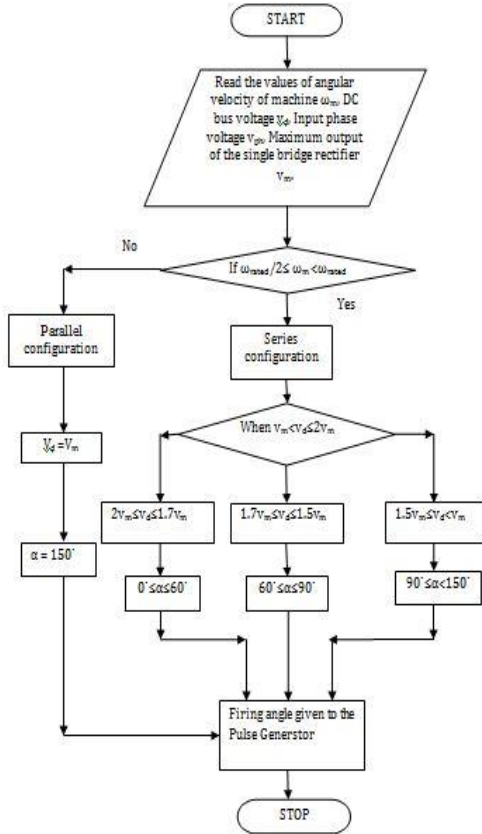 START
Read the values of angular
velocity of machine ωm, DC
bus voltage vd, Input phase
voltage vph, Maximum output
of the single bridge rectifier
vm,
No
If ωrated/2≤ ωm<ωrated
Yes
Parallel
configuration
Series
configuration
Vd =Vm
When vm<vd≤2vm
2vm≤vd≤1.7vm
1.7vm≤vd≤1.5vm
1.5vm≤vd<vm
α = 150°
0°≤α≤60°
60°≤α≤90°
90°≤α<150°
Firing angle given to the
Pulse Generstor
STOP